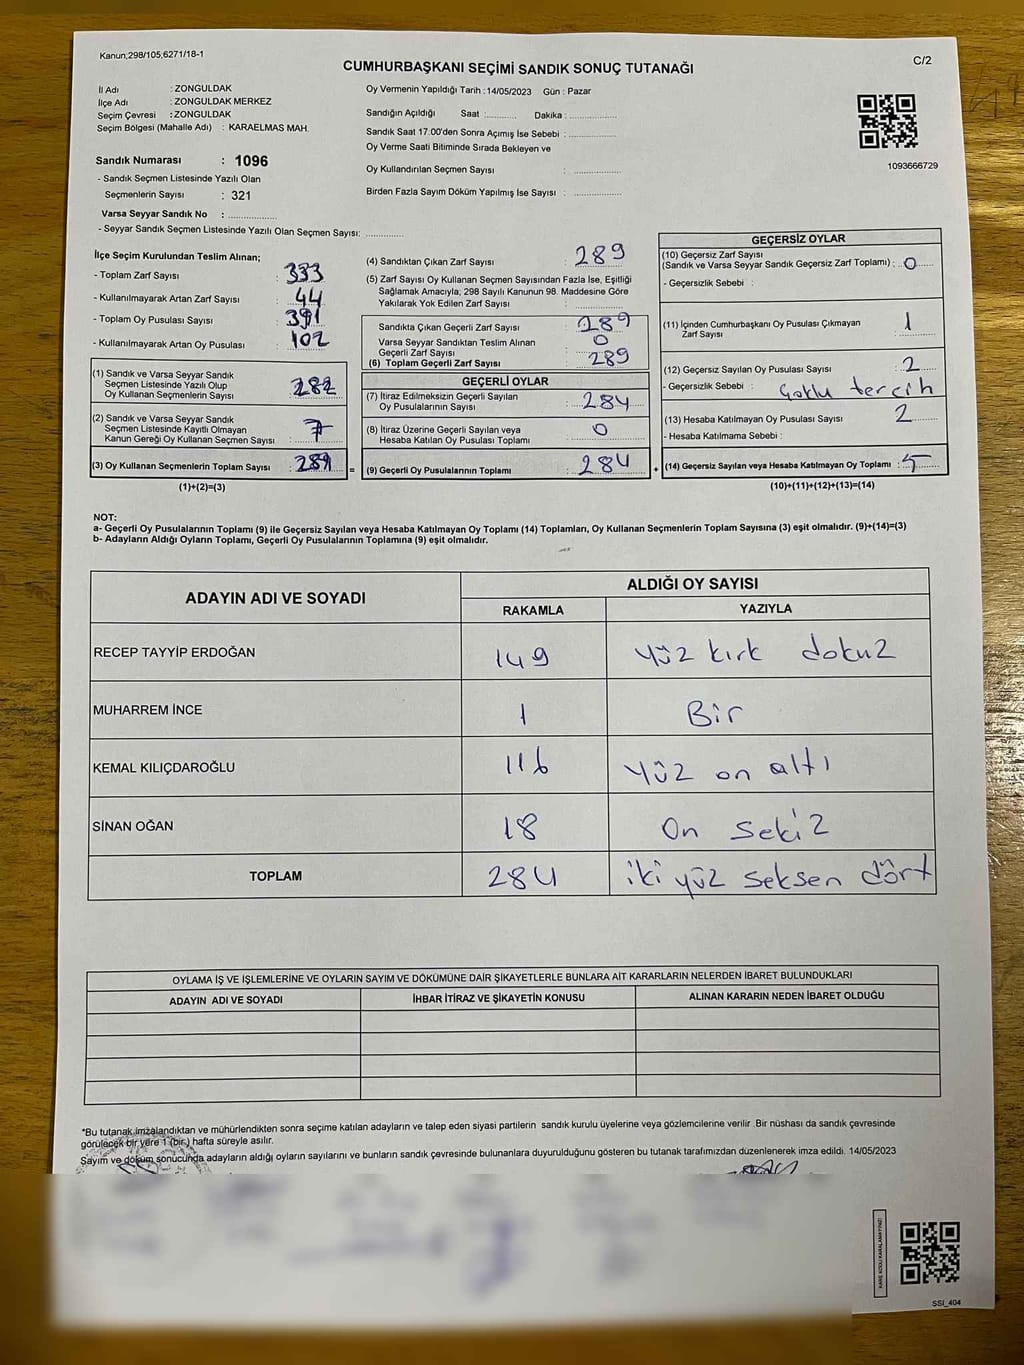 Kanun;298/105;6271/18-1
C/2
CUMHURBAŞKANI SEÇİMİ SANDIK SONUÇ TUTANAĞI
İl Adı : ZONGULDAK
İlçe Adı : ZONGULDAK MERKEZ
Seçim Çevresi : ZONGULDAK
Seçim Bölgesi (Mahalle Adı) : KARAELMAS MAH.
Sandık Numarası : 1096
- Sandık Seçmen Listesinde Yazılı Olan
Seçmenlerin Sayısı : 321
Varsa Seyyar Sandık No : ..................
- Seyyar Sandık Seçmen Listesinde Yazılı Olan Seçmen Sayısı: ............
Oy Vermenin Yapıldığı Tarih : 14/05/2023 Gün : Pazar
Sandığın Açıldığı Saat :.......... Dakika : ...............
Sandık Saat 17.00'den Sonra Açımış İse Sebebi : ...............
Oy Verme Saati Bitiminde Sırada Bekleyen ve
Oy Kullandırılan Seçmen Sayısı : ...............
Birden Fazla Sayım Döküm Yapılmış İse Sayısı : ...............
1093666729
İlçe Seçim Kurulundan Teslim Alınan;
- Toplam Zarf Sayısı : 333
- Kullanılmayarak Artan Zarf Sayısı : 44
- Toplam Oy Pusulası Sayısı : 391
- Kullanılmayarak Artan Oy Pusulası : 102
(1) Sandık ve Varsa Seyyar Sandık
Seçmen Listesinde Yazılı Olup
Oy Kullanan Seçmenlerin Sayısı : 282
(2) Sandık ve Varsa Seyyar Sandık
Seçmen Listesinde Kayıtlı Olmayan
Kanun Gereği Oy Kullanan Seçmen Sayısı : 7
(3) Oy Kullanan Seçmenlerin Toplam Sayısı : 289 =
(1)+(2)=(3)
(4) Sandıktan Çıkan Zarf Sayısı : 289
(5) Zarf Sayısı Oy Kullanan Seçmen Sayısından Fazla İse, Eşitliği
Sağlamak Amacıyla; 298 Sayılı Kanunun 98. Maddesine Göre
Yakılarak Yok Edilen Zarf Sayısı :
Sandıkta Çıkan Geçerli Zarf Sayısı : 289
Varsa Seyyar Sandıktan Teslim Alınan
Geçerli Zarf Sayısı : 0
(6) Toplam Geçerli Zarf Sayısı : 289
GEÇERLİ OYLAR
(7) İtiraz Edilmeksizin Geçerli Sayılan
Oy Pusulalarının Sayısı : 284
(8) İtiraz Üzerine Geçerli Sayılan veya
Hesaba Katılan Oy Pusulası Toplamı : 0
(9) Geçerli Oy Pusulalarının Toplamı : 284 +
GEÇERSİZ OYLAR
(10) Geçersiz Zarf Sayısı
(Sandık ve Varsa Seyyar Sandık Geçersiz Zarf Toplamı) : 0
- Geçersizlik Sebebi :
(11) İçinden Cumhurbaşkanı Oy Pusulası Çıkmayan
Zarf Sayısı : 1
(12) Geçersiz Sayılan Oy Pusulası Sayısı : 2
- Geçersizlik Sebebi : Çoklu tercih
(13) Hesaba Katılmayan Oy Pusulası Sayısı : 2
- Hesaba Katılmama Sebebi :
(14) Geçersiz Sayılan veya Hesaba Katılmayan Oy Toplamı : 5
(10)+(11)+(12)+(13)=(14)
NOT:
a- Geçerli Oy Pusulalarının Toplamı (9) ile Geçersiz Sayılan veya Hesaba Katılmayan Oy Toplamı (14) Toplamları, Oy Kullanan Seçmenlerin Toplam Sayısına (3) eşit olmalıdır. (9)+(14)=(3)
b- Adayların Aldığı Oyların Toplamı, Geçerli Oy Pusulalarının Toplamına (9) eşit olmalıdır.
ADAYIN ADI VE SOYADI ALDIĞI OY SAYISI
RAKAMLA YAZIYLA
RECEP TAYYİP ERDOĞAN 149 Yüz kırk dokuz
MUHARREM İNCE 1 Bir
KEMAL KILIÇDAROĞLU 116 Yüz on altı
SİNAN OĞAN 18 On sekiz
TOPLAM 284 iki yüz seksen dört
OYLAMA İŞ VE İŞLEMLERİNE VE OYLARIN SAYIM VE DÖKÜMÜNE DAİR ŞİKAYETLERLE BUNLARA AİT KARARLARIN NELERDEN İBARET BULUNDUKLARI
ADAYIN ADI VE SOYADI İHBAR İTİRAZ VE ŞİKAYETİN KONUSU ALINAN KARARIN NEDEN İBARET OLDUĞU
*Bu tutanak imzalandıktan ve mühürlendikten sonra seçime katılan adayların ve talep eden siyasi partilerin sandık kurulu üyelerine veya gözlemcilerine verilir. Bir nüshası da sandık çevresinde
görülecek bir yere 1 (bir) hafta süreyle asılır.
Sayım ve döküm sonucunda adayların aldığı oyların sayılarını ve bunların sandık çevresinde bulunanlara duyurulduğunu gösteren bu tutanak tarafımızdan düzenlenerek imza edildi. 14/05/2023
KARE KODU KARALAMAYINIZ!
SSI_404